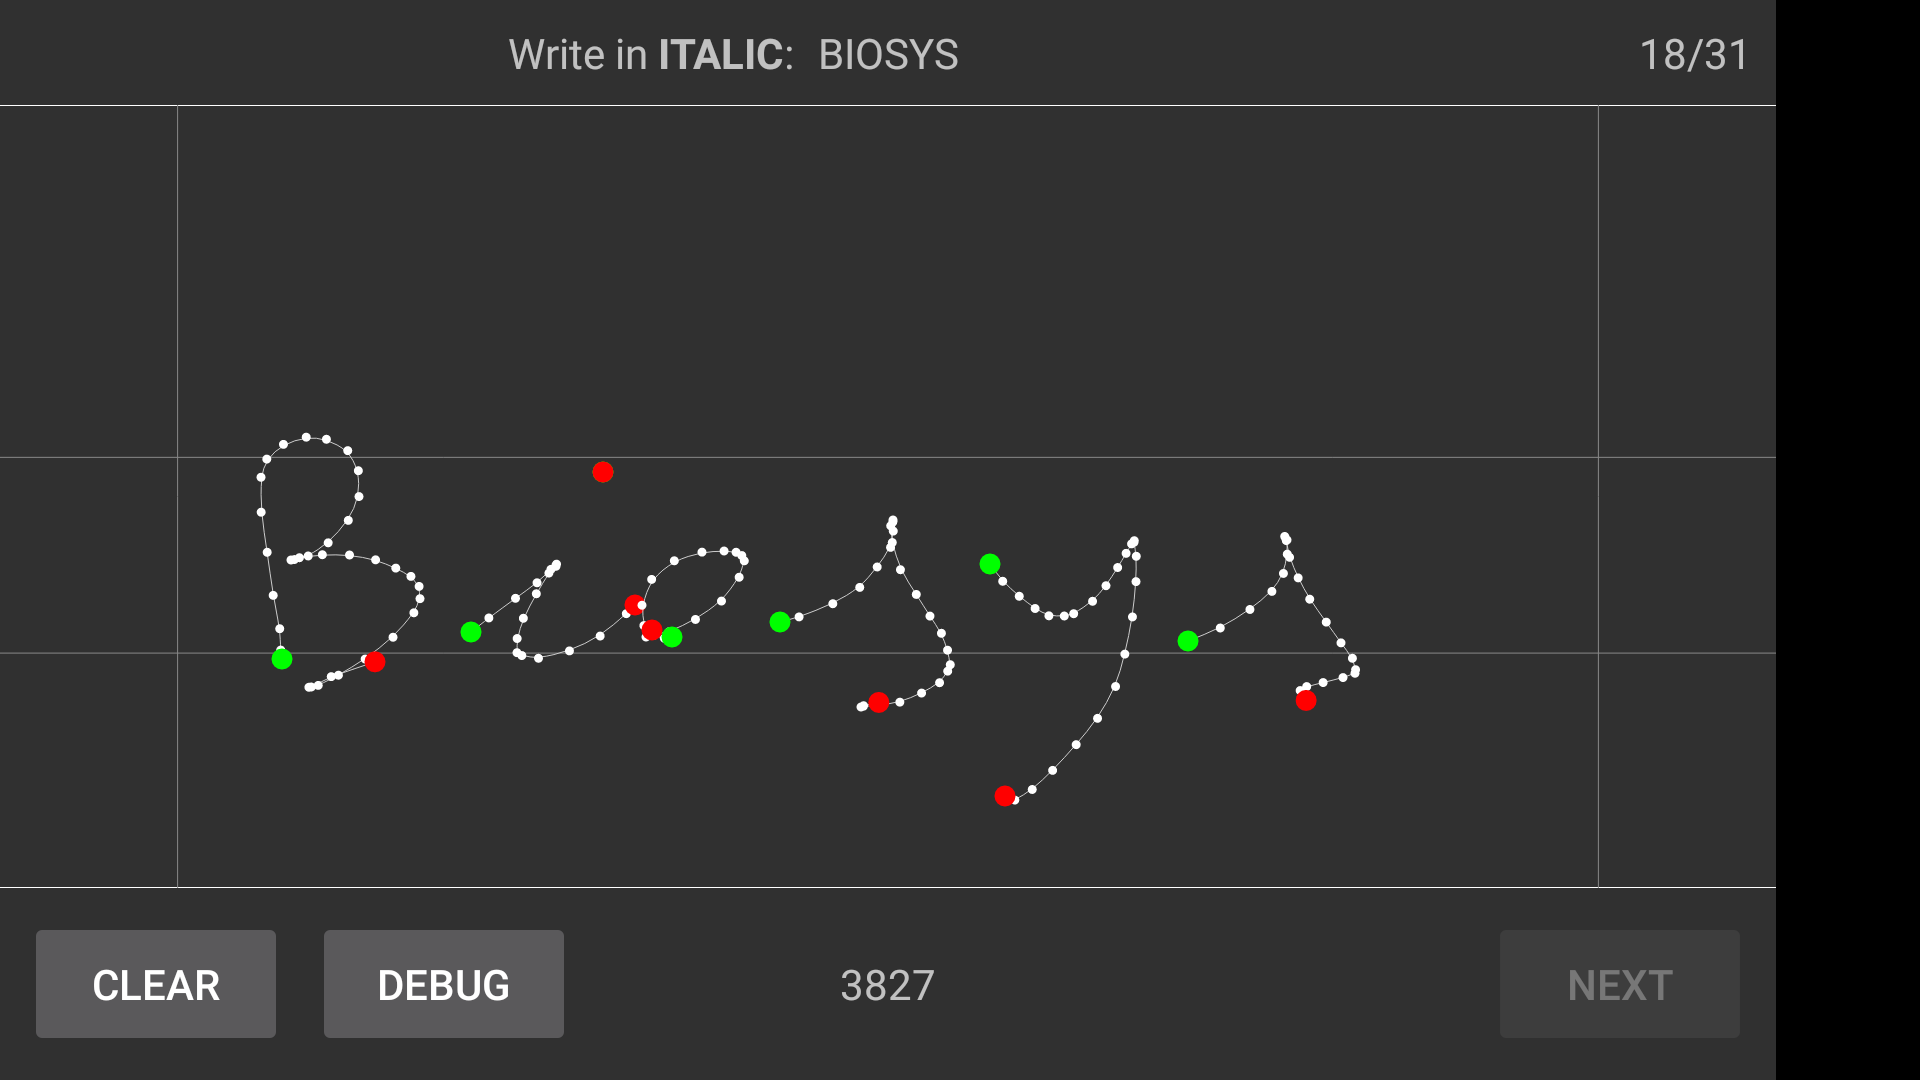 Write in ITALIC: BIOSYS
18/31
Biosys
CLEAR
DEBUG
3827
NEXT